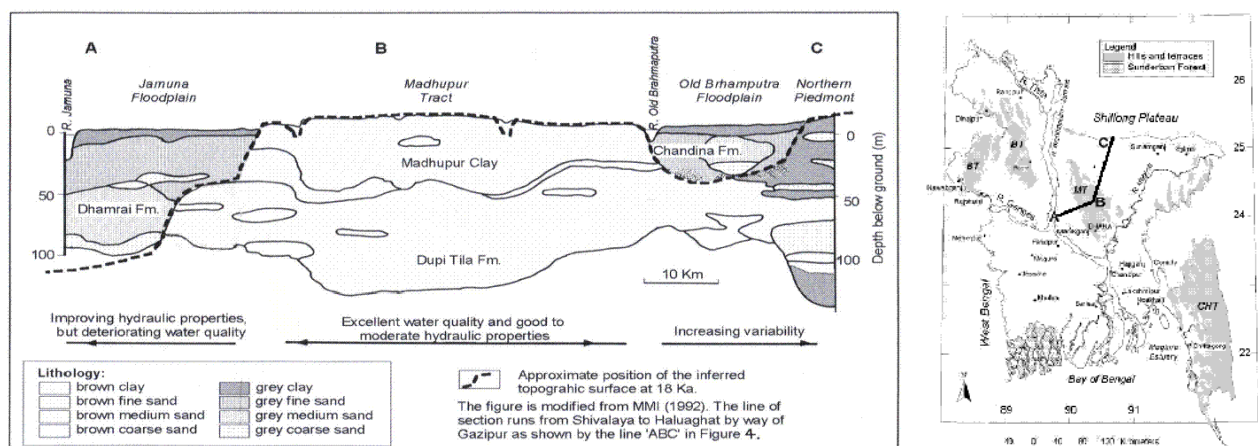 A
B
C
R. Jamuna
Jamuna
Floodplain
Madhupur
Tract
R. Old Brahmaputra
Old Brhamputra
Floodplain
Northern
Piedmont
0
50
100
0
50
100
Depth below ground (m)
Chandina Fm.
Madhupur Clay
Dhamrai Fm.
Dupi Tila Fm.
10 Km
Improving hydraulic properties,
but deteriorating water quality
Excellent water quality and good to
moderate hydraulic properties
Increasing variability
Lithology:
brown clay
brown fine sand
brown medium sand
brown coarse sand
grey clay
grey fine sand
grey medium sand
grey coarse sand
Approximate position of the inferred
topograhic surface at 18 Ka.
The figure is modified from MMI (1992). The line of
section runs from Shivalaya to Haluaghat by way of
Gazipur as shown by the line 'ABC' in Figure 4.
Legend
Hills and terraces
Sunderban Forest
26
25
24
22
Shillong Plateau
C
BT
BT
MT
B
A
R. Ganges
DHAKA
CHT
West Bengal
Bay of Bengal
89
90
91